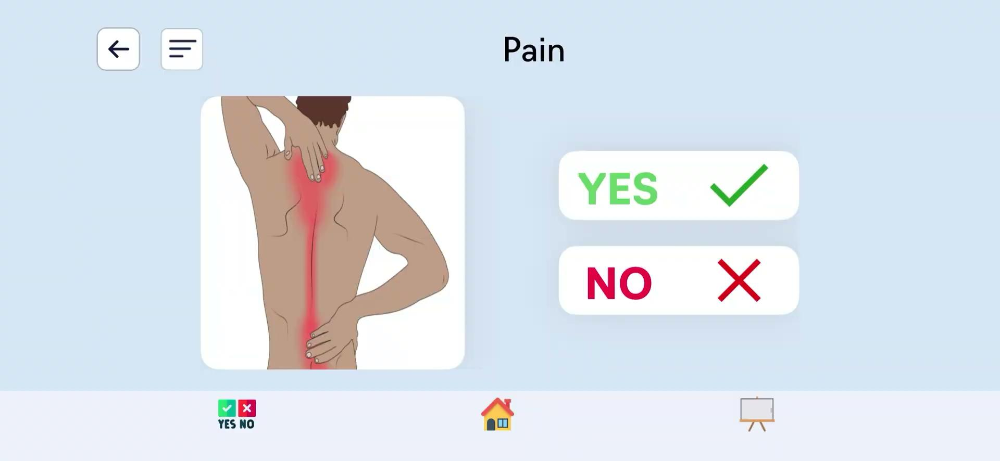 Pain
YES
NO
YES NO